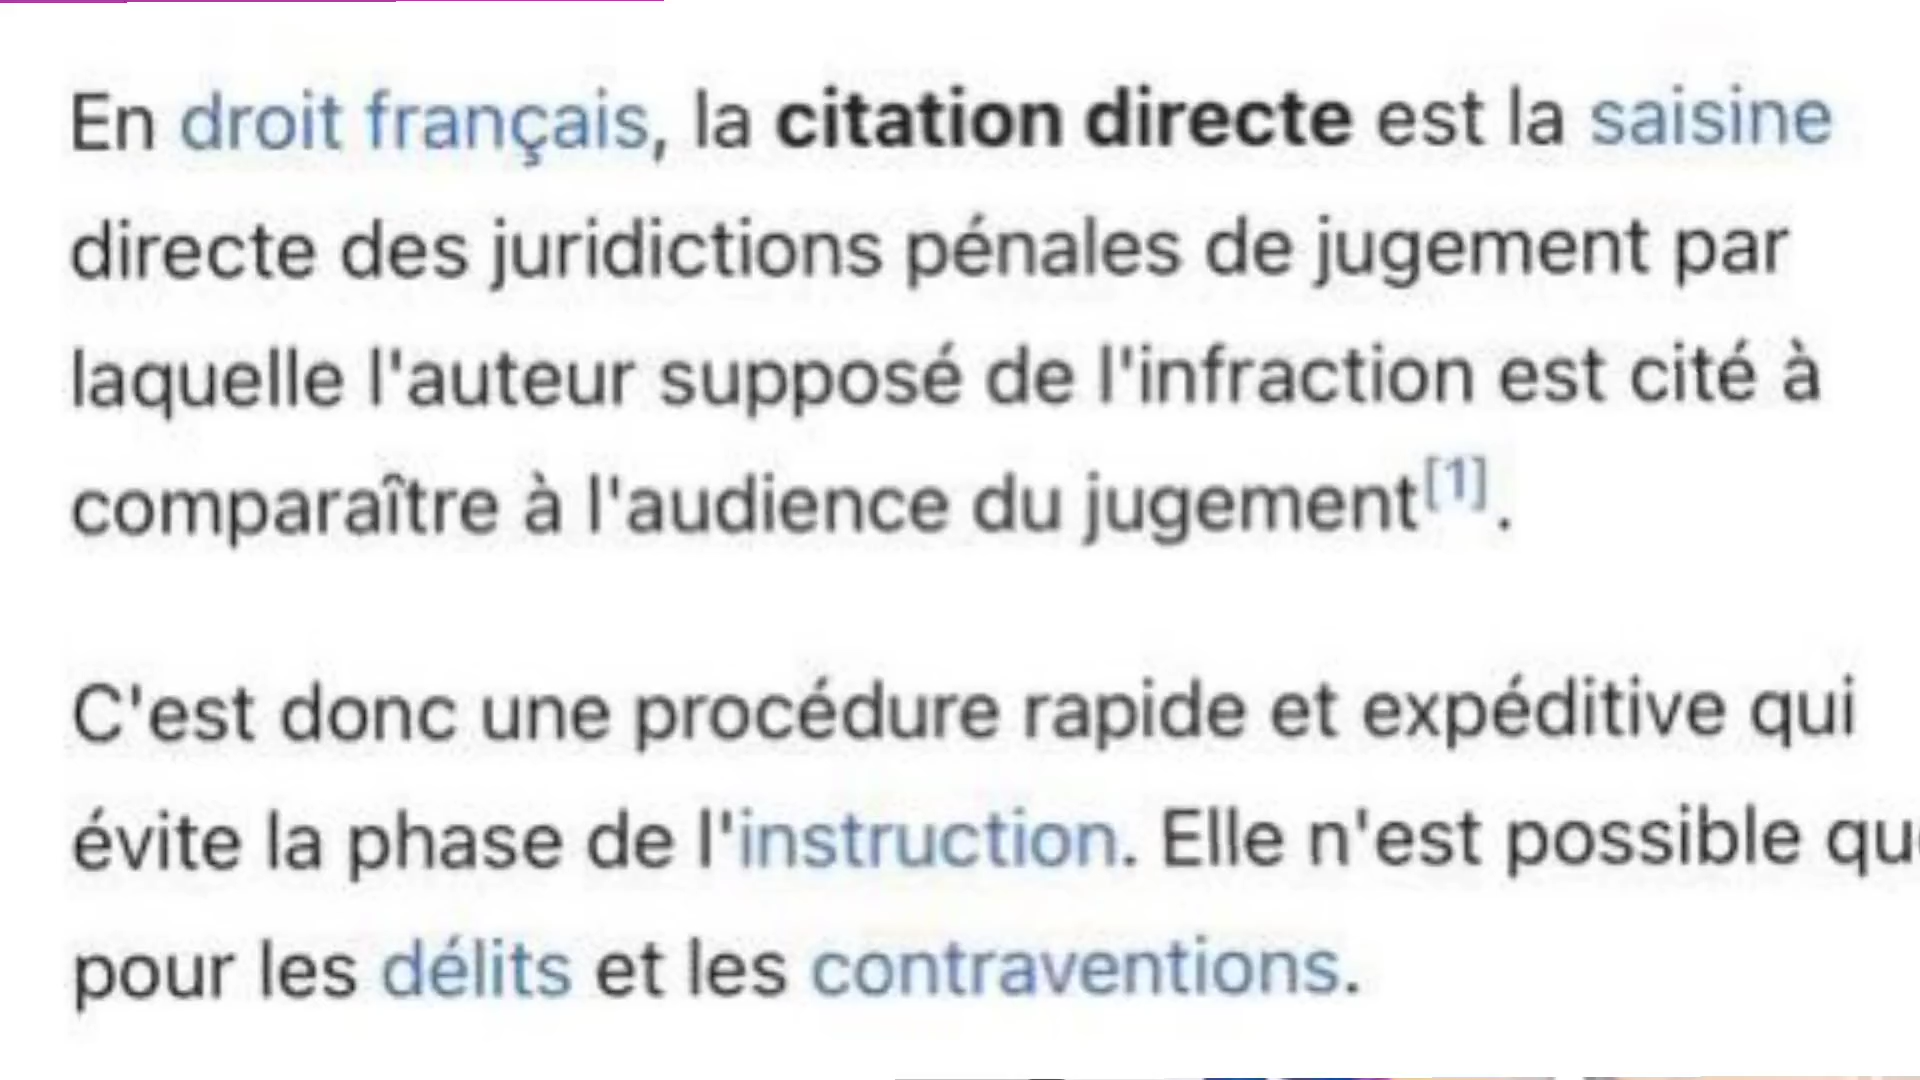 En droit français, la citation directe est la saisine
directe des juridictions pénales de jugement par
laquelle l'auteur supposé de l'infraction est cité à
comparaître à l'audience du jugement[1].
C'est donc une procédure rapide et expéditive qui
évite la phase de l'instruction. Elle n'est possible
pour les délits et les contraventions.